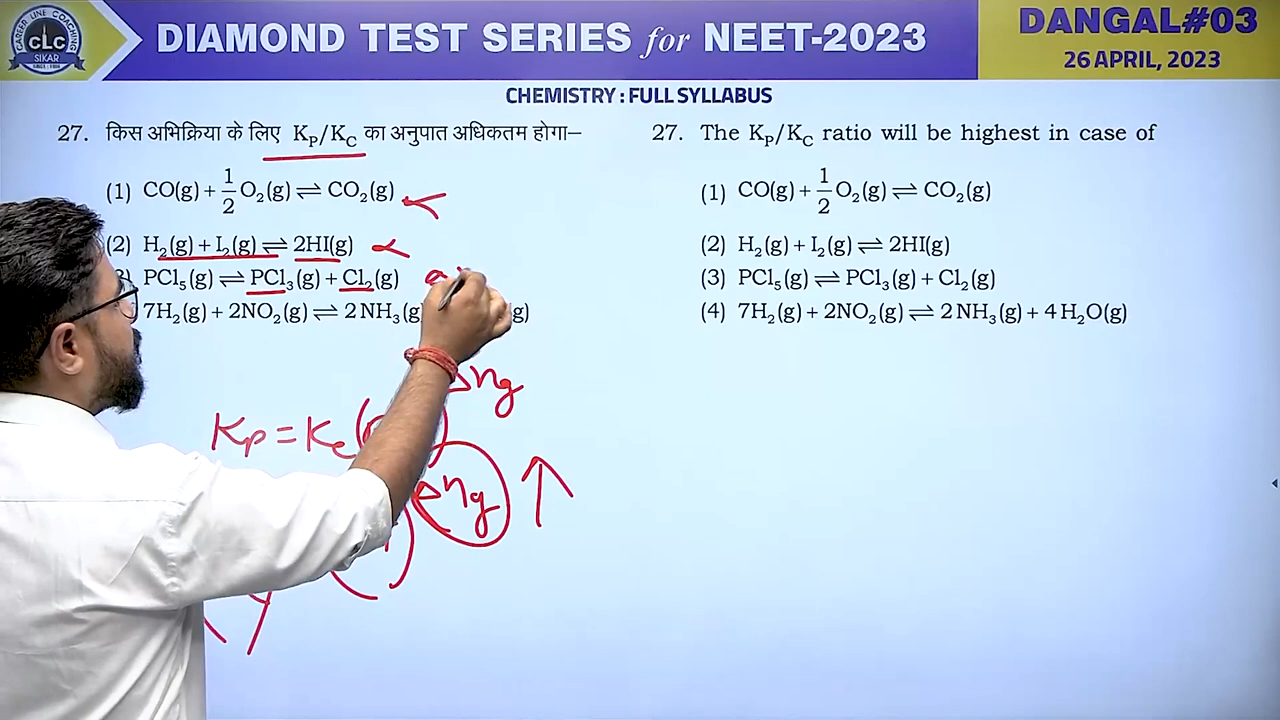 CAREER LINE COACHING
CLC
SIKAR
SINCE : 1996
DIAMOND TEST SERIES for NEET-2023
DANGAL#03
26 APRIL, 2023
CHEMISTRY : FULL SYLLABUS
27. किस अभिक्रिया के लिए K_P/K_C का अनुपात अधिकतम होगा–
(1) CO(g) + 1/2 O₂(g) ⇌ CO₂(g)
(2) H₂(g) + I₂(g) ⇌ 2HI(g)
PCl₅(g) ⇌ PCl₃(g) + Cl₂(g)
7H₂(g) + 2NO₂(g) ⇌ 2NH₃(g g)
Kp = Kc( Δng
Δng ↑
27. The K_P/K_C ratio will be highest in case of
(1) CO(g) + 1/2 O₂(g) ⇌ CO₂(g)
(2) H₂(g) + I₂(g) ⇌ 2HI(g)
(3) PCl₅(g) ⇌ PCl₃(g) + Cl₂(g)
(4) 7H₂(g) + 2NO₂(g) ⇌ 2NH₃(g) + 4H₂O(g)